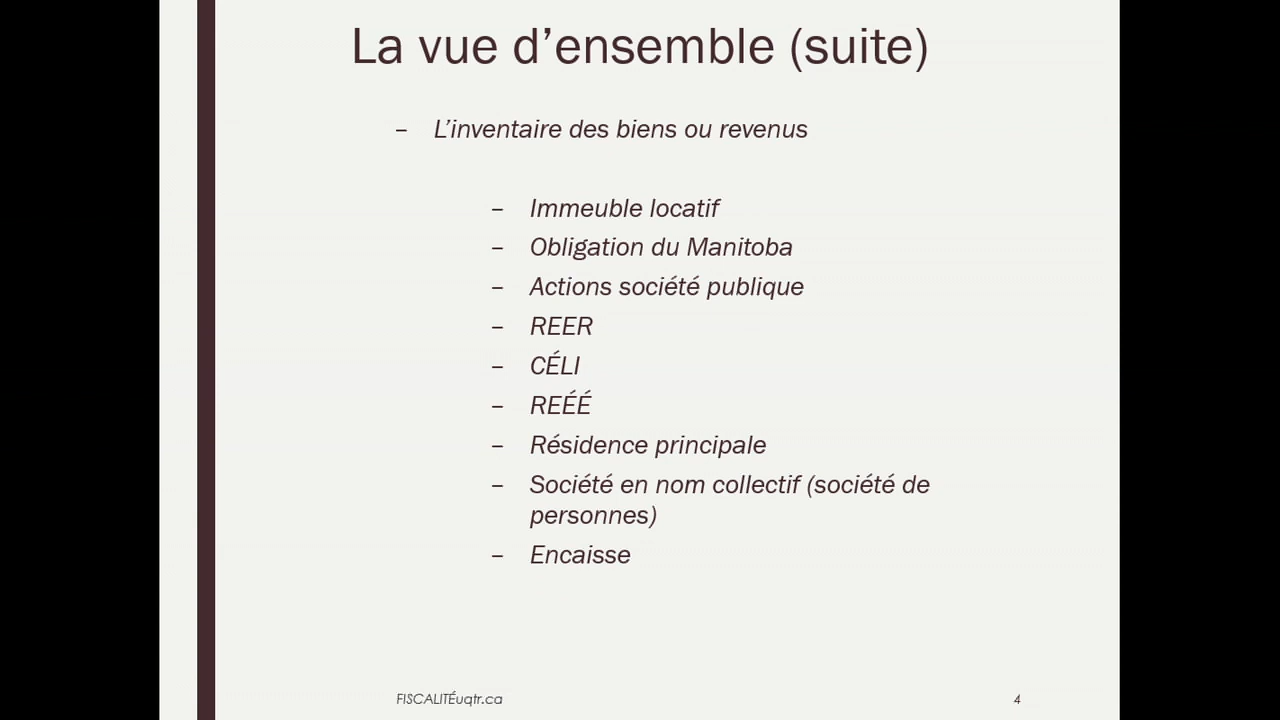 La vue d’ensemble (suite)
– L’inventaire des biens ou revenus
– Immeuble locatif
– Obligation du Manitoba
– Actions société publique
– REER
– CÉLI
– REÉÉ
– Résidence principale
– Société en nom collectif (société de
personnes)
– Encaisse
FISCALITÉuqtr.ca
4